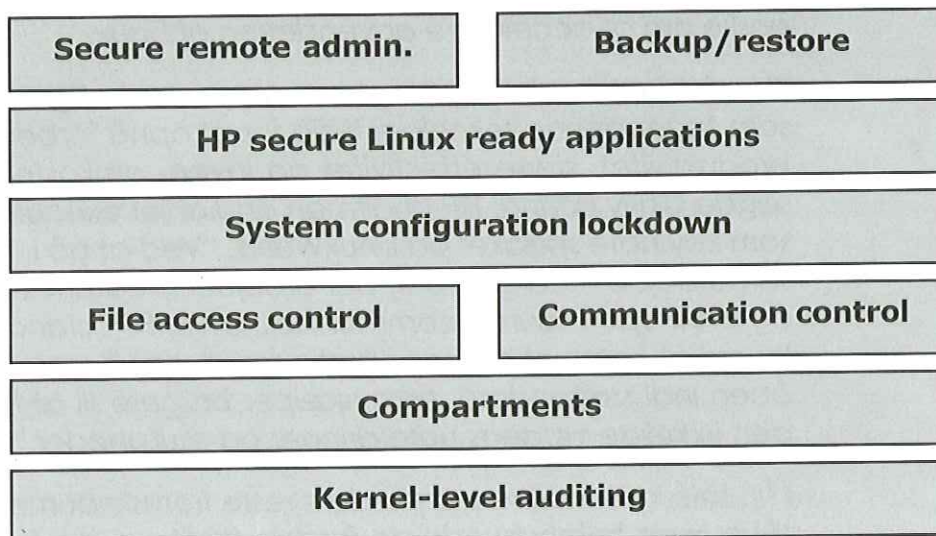 Secure remote admin.
Backup/restore
HP secure Linux ready applications
System configuration lockdown
File access control
Communication control
Compartments
Kernel-level auditing